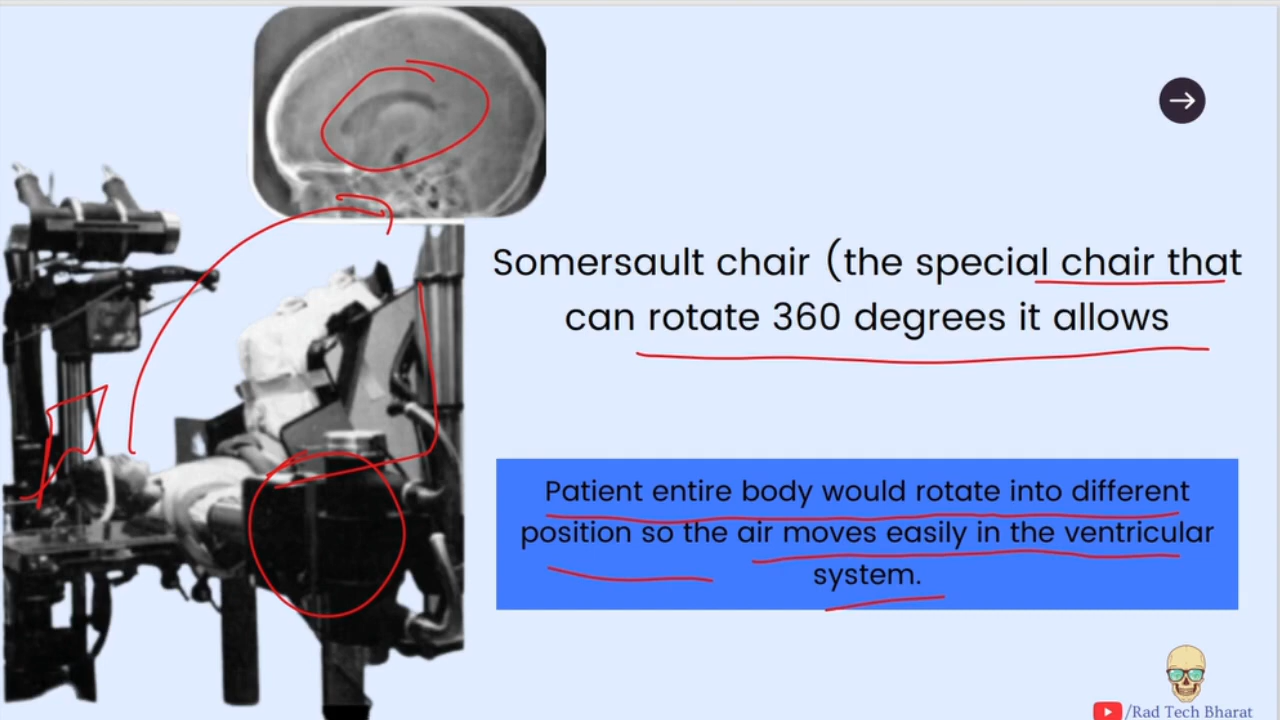 Somersault chair (the special chair that
can rotate 360 degrees it allows
Patient entire body would rotate into different
position so the air moves easily in the ventricular
system.
/Rad Tech Bharat